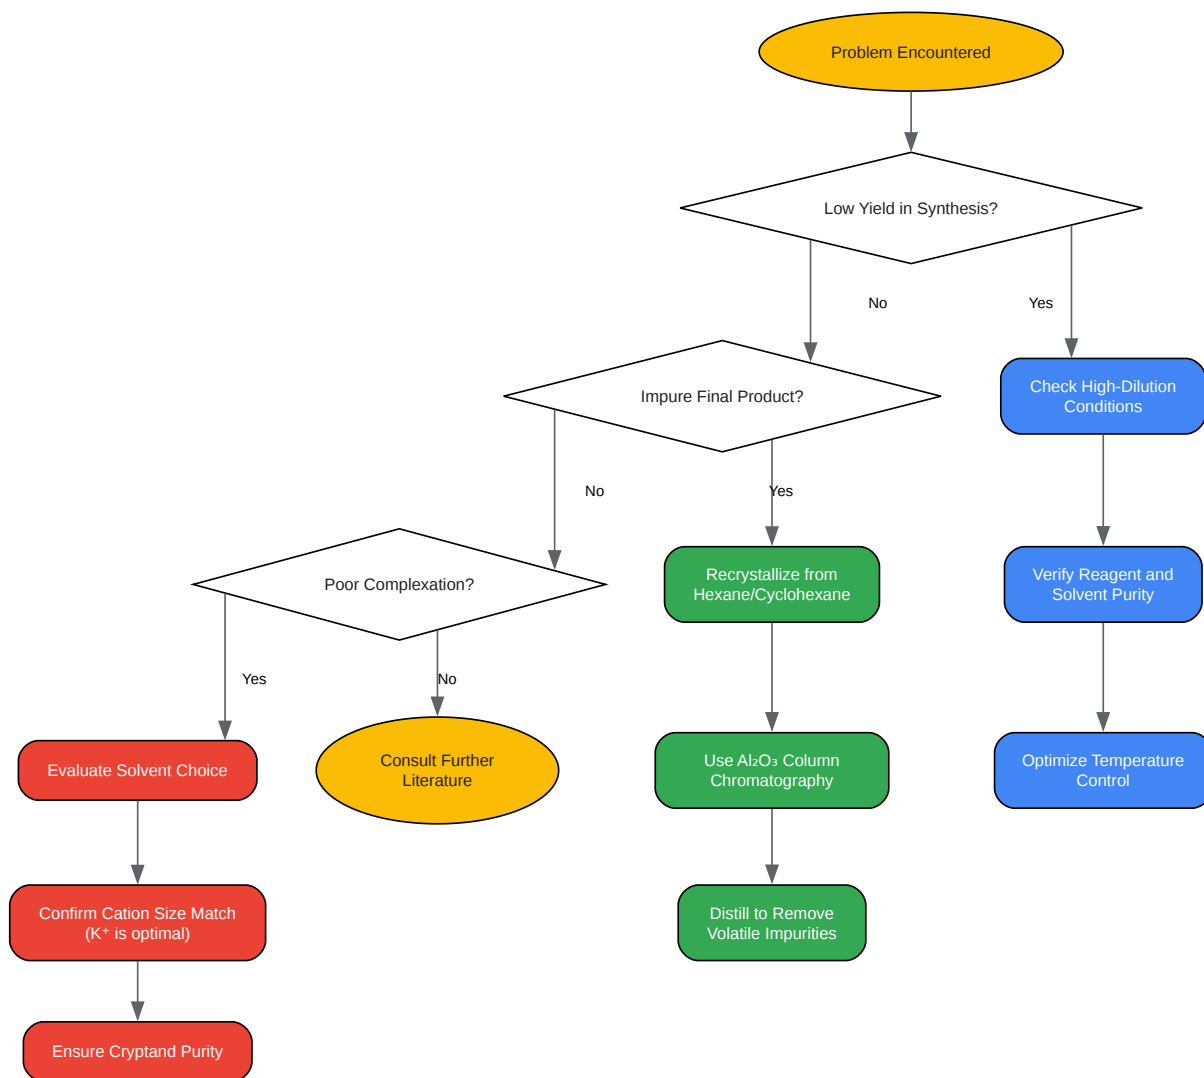 Problem Encountered
Low Yield in Synthesis?
No
Yes
Impure Final Product?
Check High-Dilution
Conditions
No
Yes
Poor Complexation?
Recrystallize from
Hexane/Cyclohexane
Verify Reagent and
Solvent Purity
Yes
No
Evaluate Solvent Choice
Consult Further
Literature
Use Al₂O₃ Column
Chromatography
Optimize Temperature
Control
Confirm Cation Size Match
(K⁺ is optimal)
Distill to Remove
Volatile Impurities
Ensure Cryptand Purity